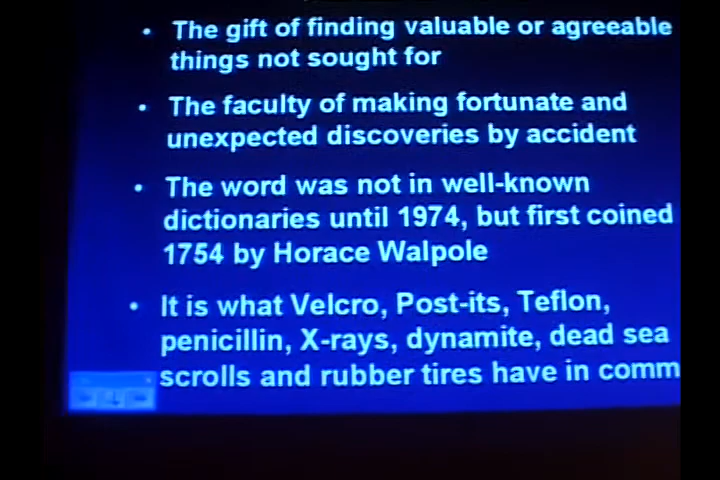 • The gift of finding valuable or agreeable
things not sought for
• The faculty of making fortunate and
unexpected discoveries by accident
• The word was not in well-known
dictionaries until 1974, but first coined
1754 by Horace Walpole
• It is what Velcro, Post-its, Teflon,
penicillin, X-rays, dynamite, dead sea
scrolls and rubber tires have in comm